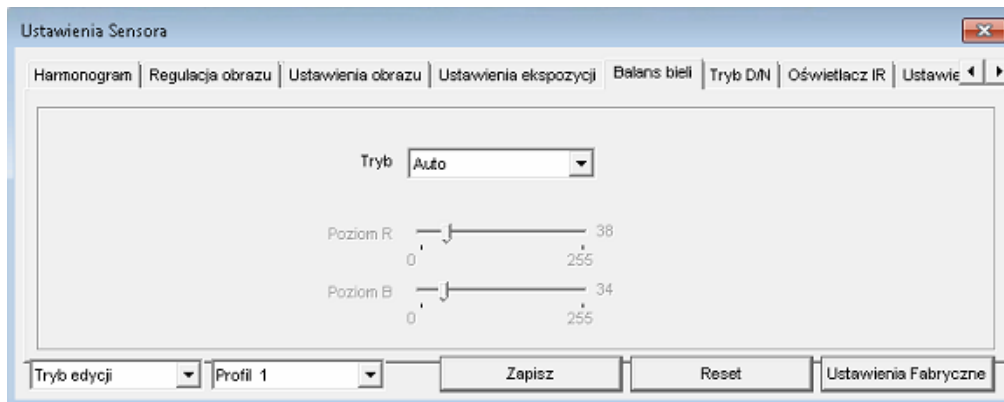 Ustawienia Sensora
Harmonogram Regulacja obrazu Ustawienia obrazu Ustawienia ekspozycji Balans bieli Tryb D/N Oświetlacz IR Ustawie
Tryb Auto
Poziom R 38
0 255
Poziom B 34
0 255
Tryb edycji Profil 1 Zapisz Reset Ustawienia Fabryczne